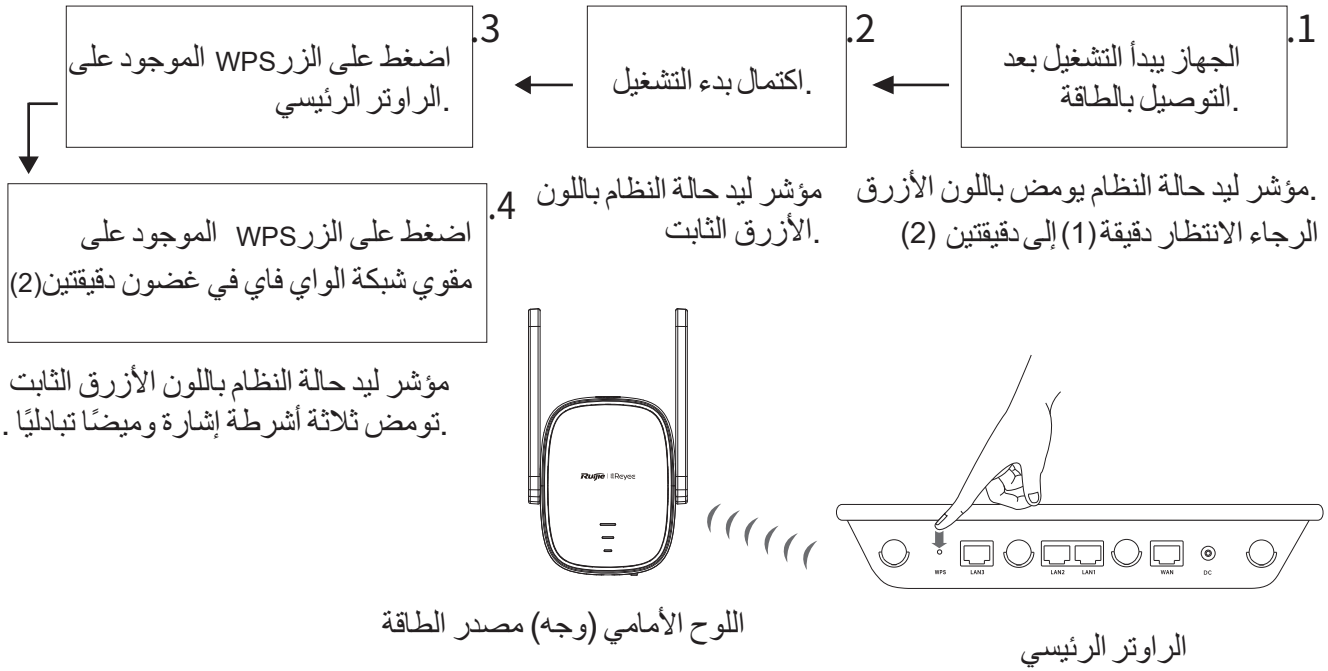 .1
الجهاز يبدأ التشغيل بعد
التوصيل بالطاقة.
مؤشر ليد حالة النظام يومض باللون الأزرق.
الرجاء الانتظار دقيقة (1) إلى دقيقتين (2)
.2
اكتمال بدء التشغيل.
مؤشر ليد حالة النظام باللون
الأزرق الثابت.
.3
اضغط على الزر WPS الموجود على
الراوتر الرئيسي.
.4
اضغط على الزر WPS الموجود على
مقوي شبكة الواي فاي في غضون دقيقتين (2)
مؤشر ليد حالة النظام باللون الأزرق الثابت
تومض ثلاثة أشرطة إشارة وميضًا تبادليًا .
Ruijie | Reyee
WPS LAN3 LAN2 LAN1 WAN DC
اللوح الأمامي (وجه) مصدر الطاقة
الراوتر الرئيسي